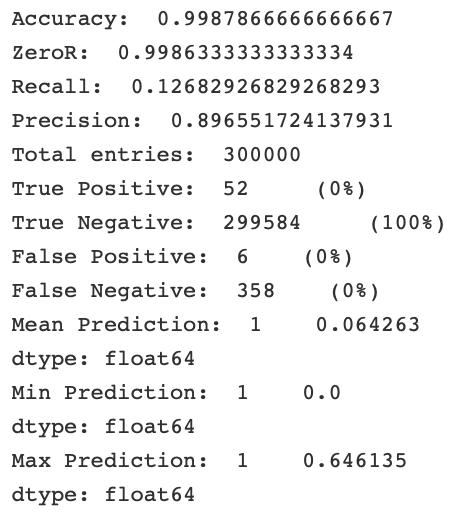 Accuracy:  0.9987866666666667
ZeroR:  0.9986333333333334
Recall:  0.12682926829268293
Precision:  0.896551724137931
Total entries:  300000
True Positive:  52     (0%)
True Negative:  299584     (100%)
False Positive:  6    (0%)
False Negative:  358    (0%)
Mean Prediction:  1    0.064263
dtype: float64
Min Prediction:  1    0.0
dtype: float64
Max Prediction:  1    0.646135
dtype: float64